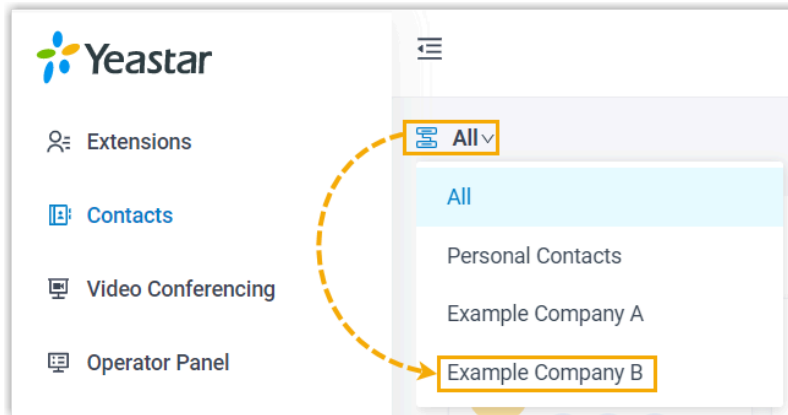 Yeastar
Extensions
Contacts
Video Conferencing
Operator Panel
All
All
Personal Contacts
Example Company A
Example Company B